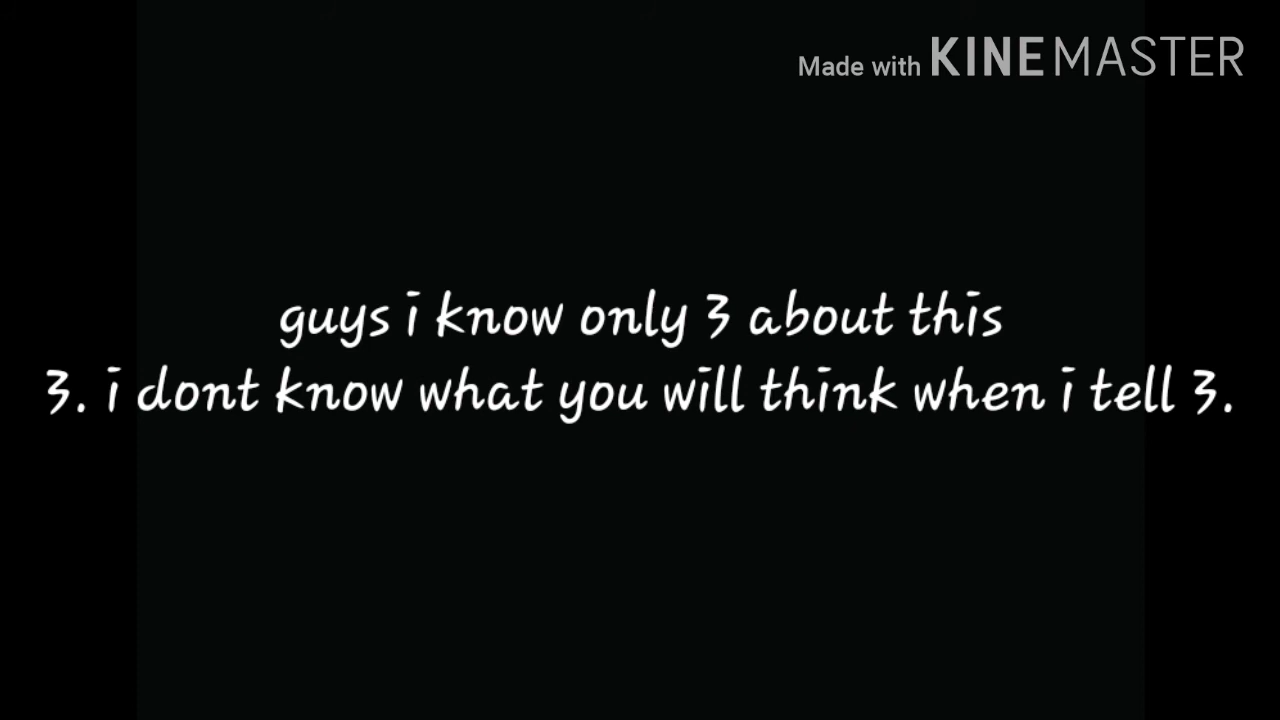 Made with KINEMASTER
guys i know only 3 about this
3. i dont know what you will think when i tell 3.